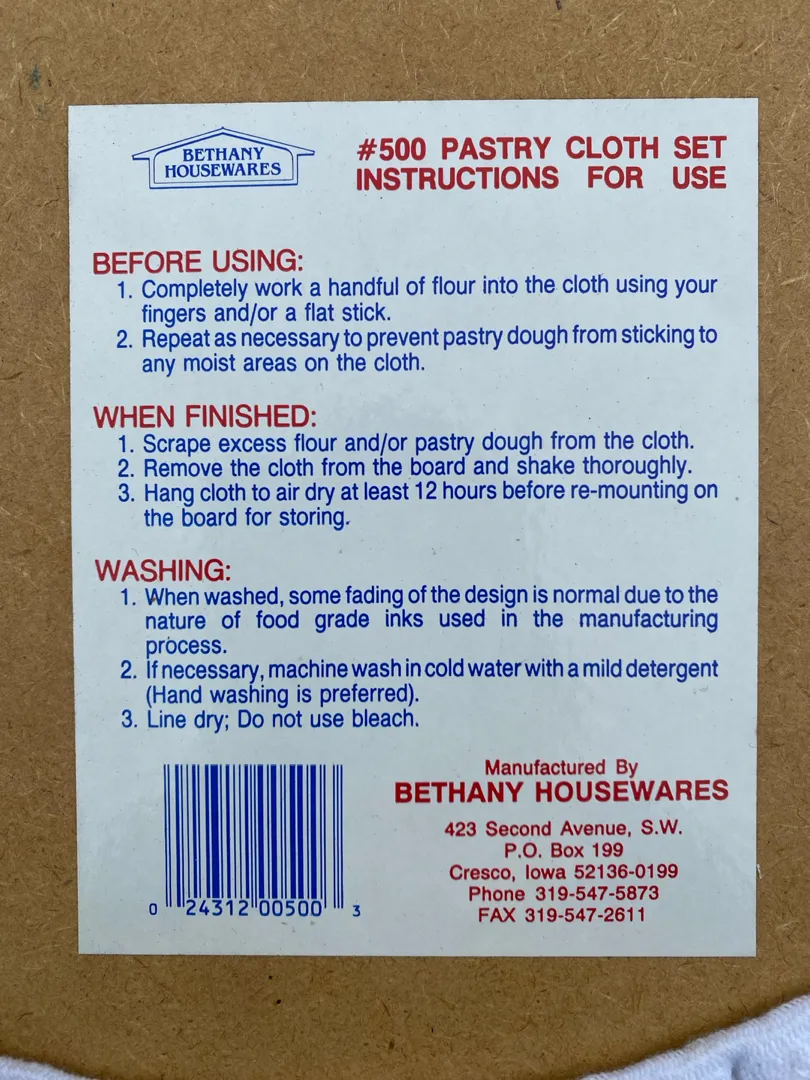 BETHANY
HOUSEWARES
#500 PASTRY CLOTH SET
INSTRUCTIONS FOR USE
BEFORE USING:
1. Completely work a handful of flour into the cloth using your
fingers and/or a flat stick.
2. Repeat as necessary to prevent pastry dough from sticking to
any moist areas on the cloth.
WHEN FINISHED:
1. Scrape excess flour and/or pastry dough from the cloth.
2. Remove the cloth from the board and shake thoroughly.
3. Hang cloth to air dry at least 12 hours before re-mounting on
the board for storing.
WASHING:
1. When washed, some fading of the design is normal due to the
nature of food grade inks used in the manufacturing
process.
2. If necessary, machine wash in cold water with a mild detergent
(Hand washing is preferred).
3. Line dry; Do not use bleach.
0 24312 00500 3
Manufactured By
BETHANY HOUSEWARES
423 Second Avenue, S.W.
P.O. Box 199
Cresco, Iowa 52136-0199
Phone 319-547-5873
FAX 319-547-2611